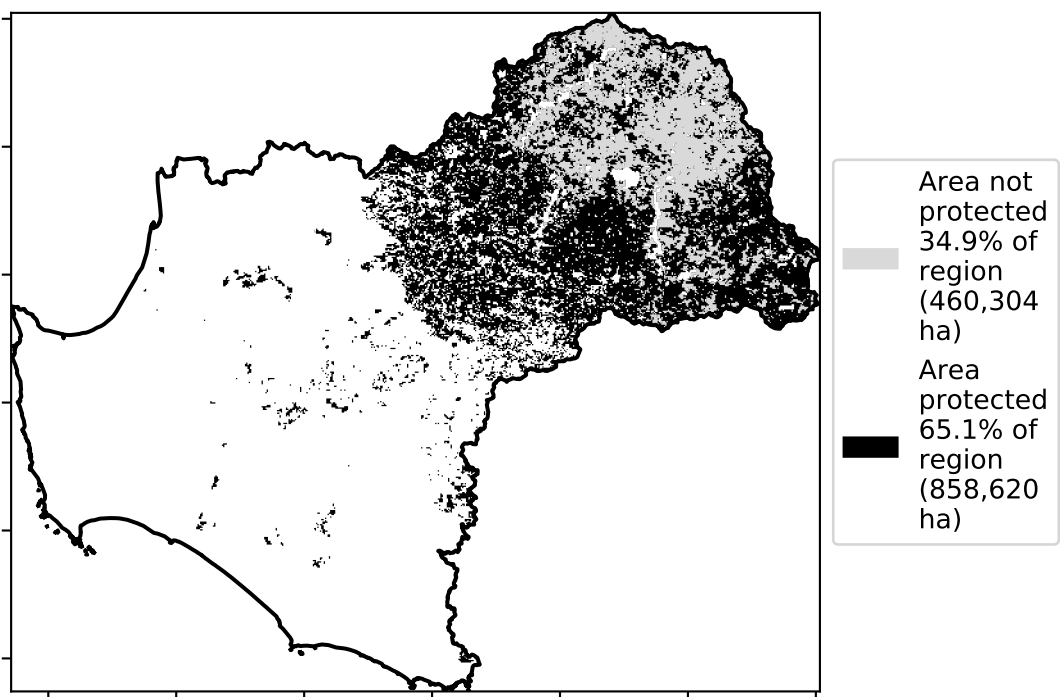 Area not
protected
34.9% of
region
(460,304
ha)
Area
protected
65.1% of
region
(858,620
ha)